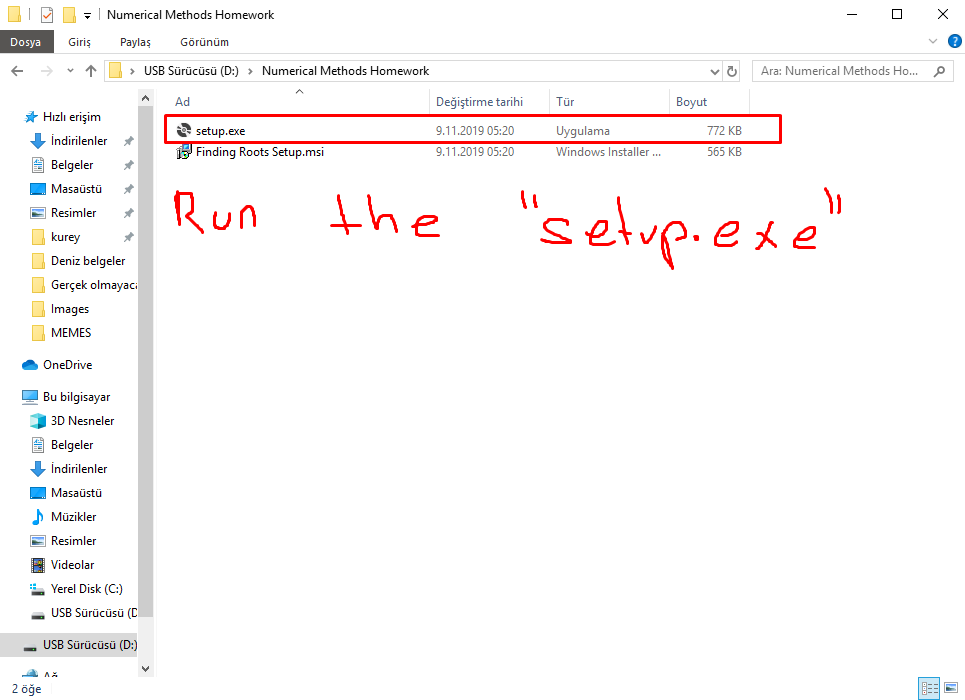 Numerical Methods Homework
Dosya Giriş Paylaş Görünüm
USB Sürücüsü (D:) > Numerical Methods Homework
Ara: Numerical Methods Ho...
Ad Değiştirme tarihi Tür Boyut
setup.exe 9.11.2019 05:20 Uygulama 772 KB
Finding Roots Setup.msi 9.11.2019 05:20 Windows Installer ... 565 KB
Run the "setup.exe"
Hızlı erişim
İndirilenler
Belgeler
Masaüstü
Resimler
kurey
Deniz belgeler
Gerçek olmayaca
Images
MEMES
OneDrive
Bu bilgisayar
3D Nesneler
Belgeler
İndirilenler
Masaüstü
Müzikler
Resimler
Videolar
Yerel Disk (C:)
USB Sürücüsü (D
USB Sürücüsü (D:)
Ağ
2 öğe